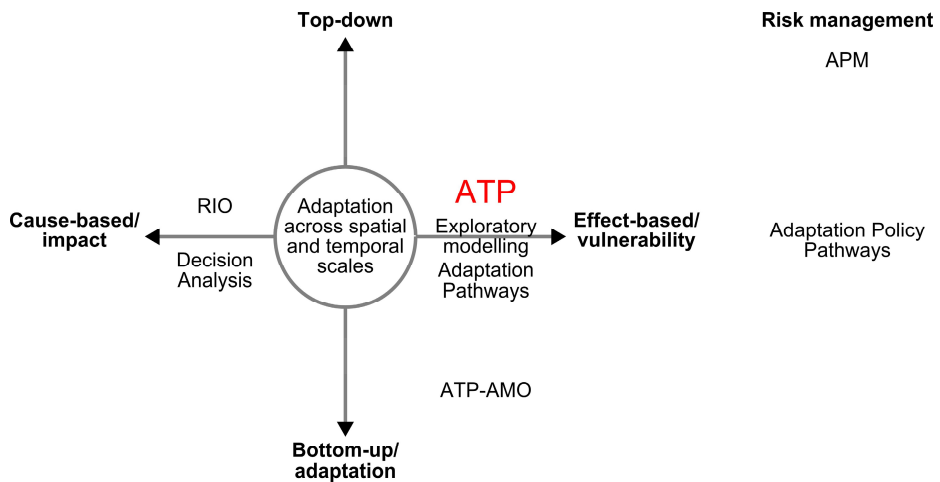 Top-down
Risk management
APM
RIO
ATP
Cause-based/
impact
Adaptation
across spatial
and temporal
scales
Exploratory
modelling
Effect-based/
vulnerability
Adaptation Policy
Pathways
Decision
Analysis
Adaptation
Pathways
ATP-AMO
Bottom-up/
adaptation